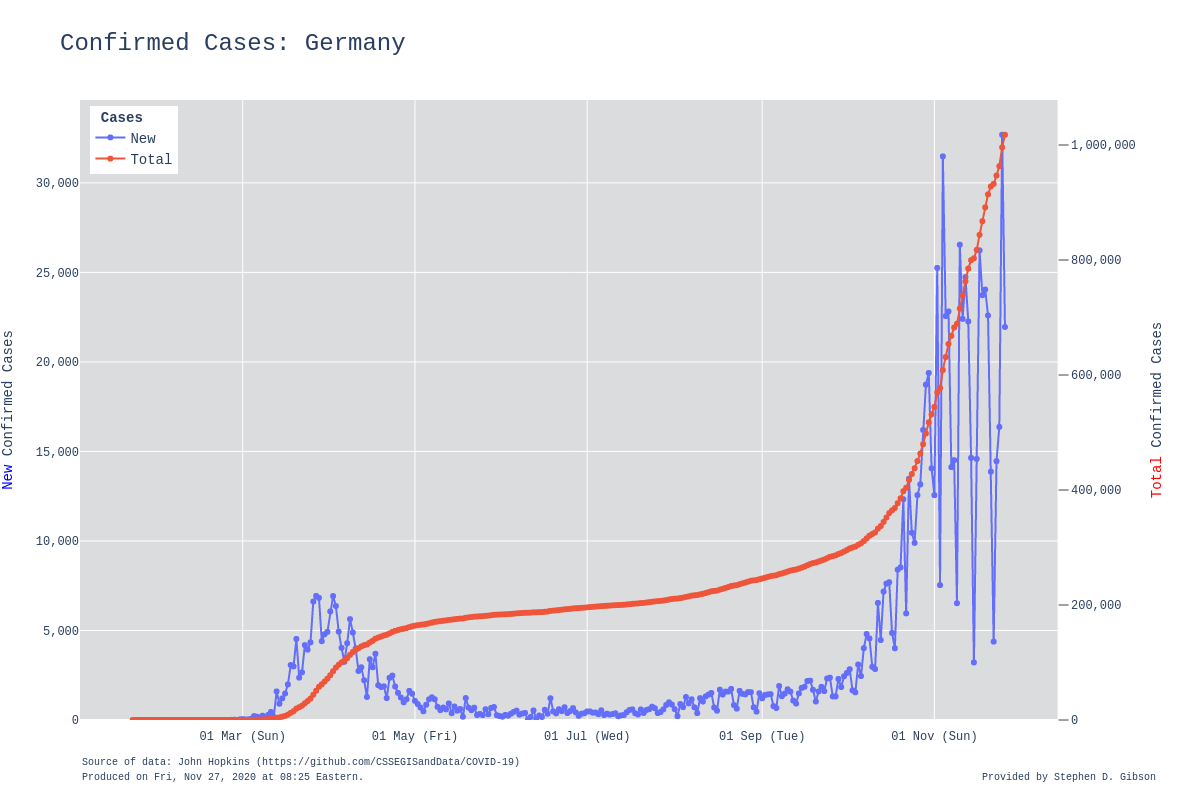 Confirmed Cases: Germany
Cases
New
Total
30,000
25,000
20,000
15,000
10,000
5,000
0
1,000,000
800,000
600,000
400,000
200,000
0
New Confirmed Cases
Total Confirmed Cases
01 Mar (Sun)
01 May (Fri)
01 Jul (Wed)
01 Sep (Tue)
01 Nov (Sun)
Source of data: John Hopkins (https://github.com/CSSEGISandData/COVID-19)
Produced on Fri, Nov 27, 2020 at 08:25 Eastern.
Provided by Stephen D. Gibson